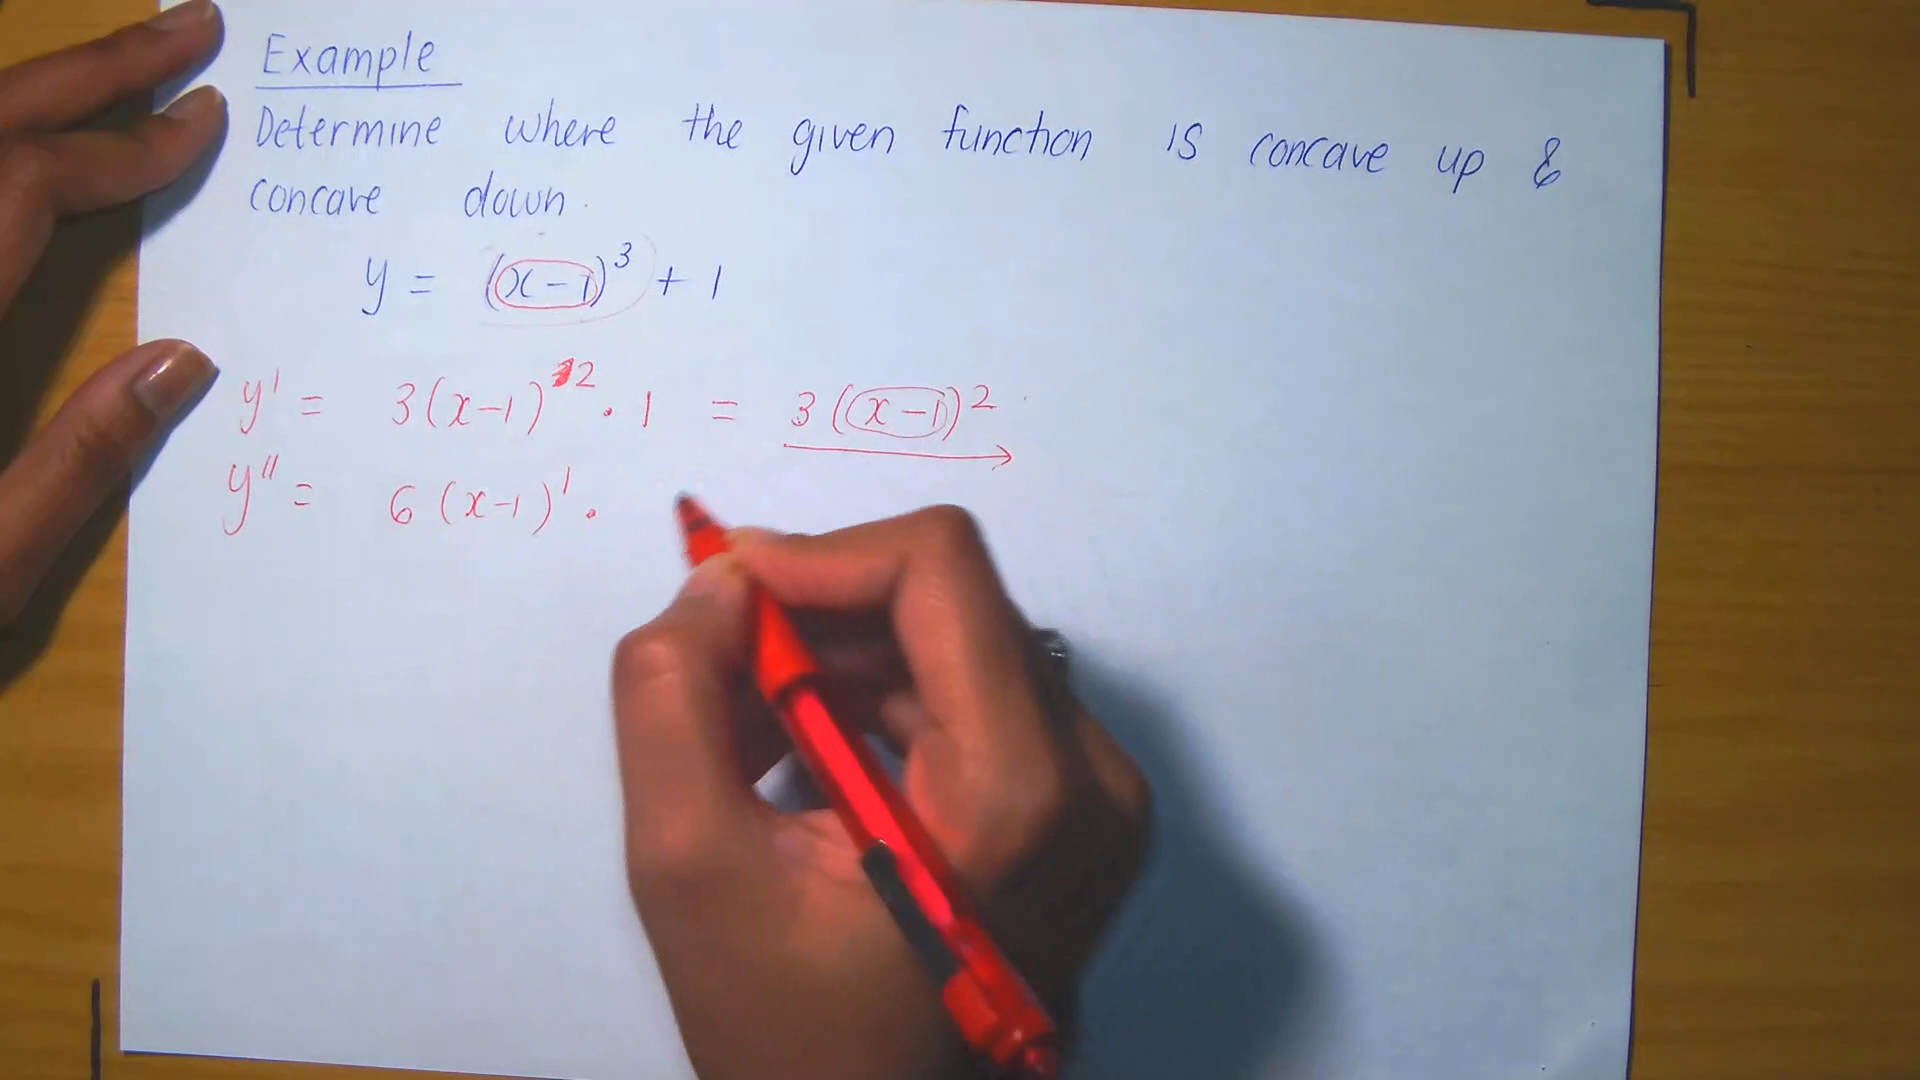 Example
Determine where the given function is concave up &
concave down.
y = (x-1)³ + 1
y' = 3(x-1)² · 1 = 3(x-1)²
y'' = 6(x-1)¹ ·